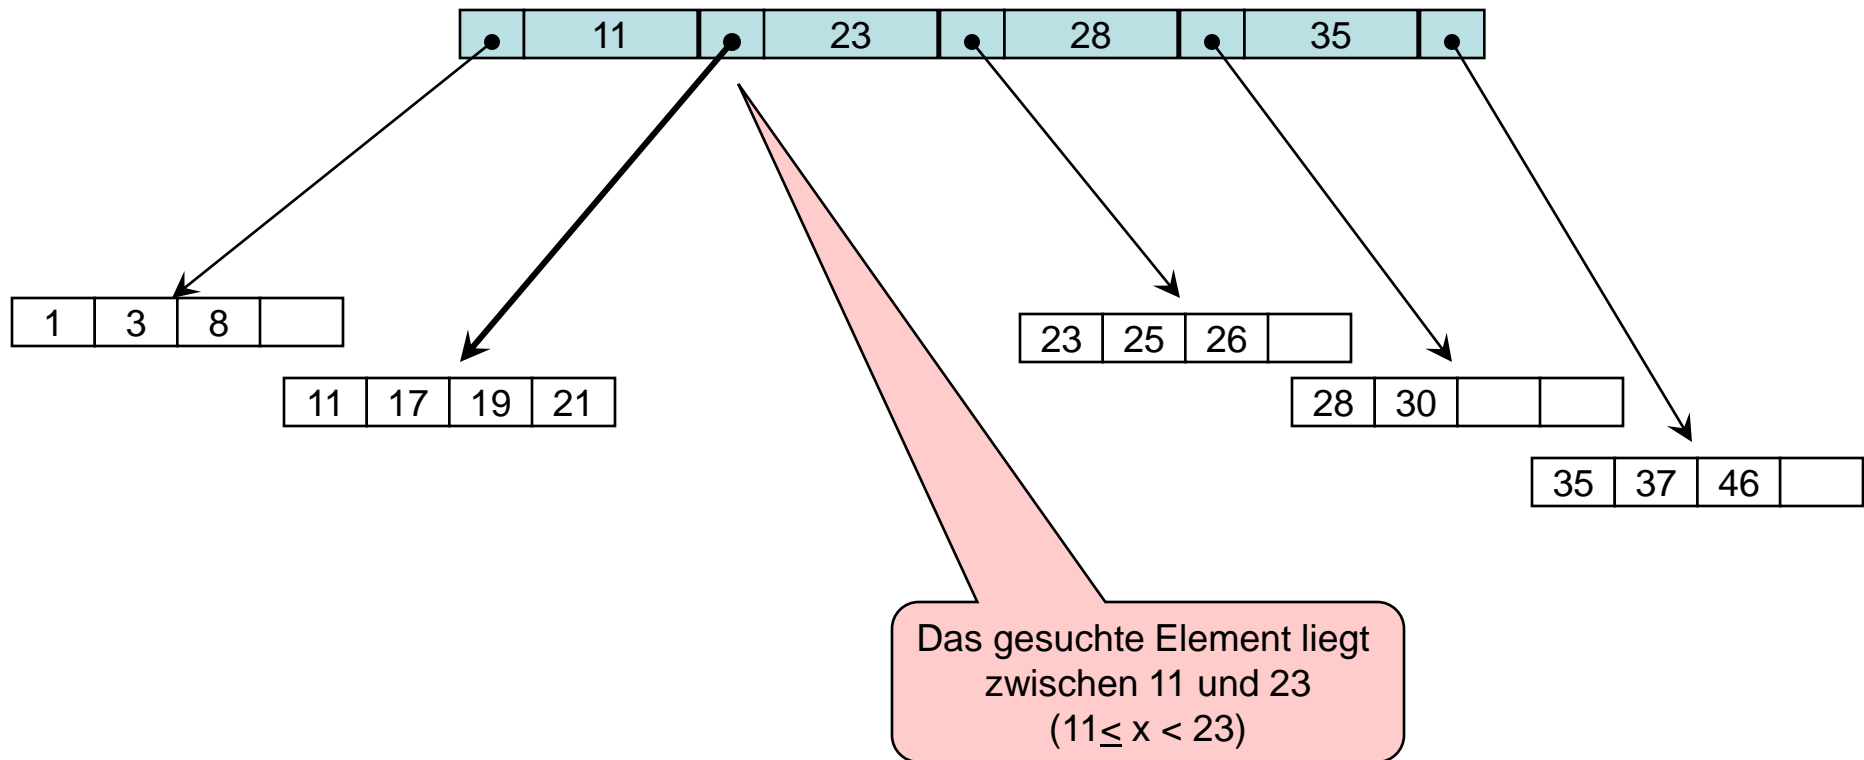 11 23 28 35
1 3 8
23 25 26
11 17 19 21
28 30
35 37 46
Das gesuchte Element liegt
zwischen 11 und 23
(11≤ x < 23)